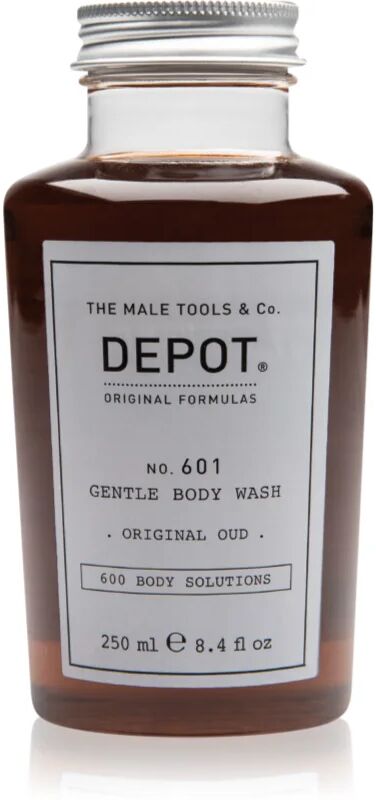 THE MALE TOOLS & Co.
DEPOT®
ORIGINAL FORMULAS
NO. 601
GENTLE BODY WASH
. ORIGINAL OUD .
600 BODY SOLUTIONS
250 ml ℮ 8.4 fl oz